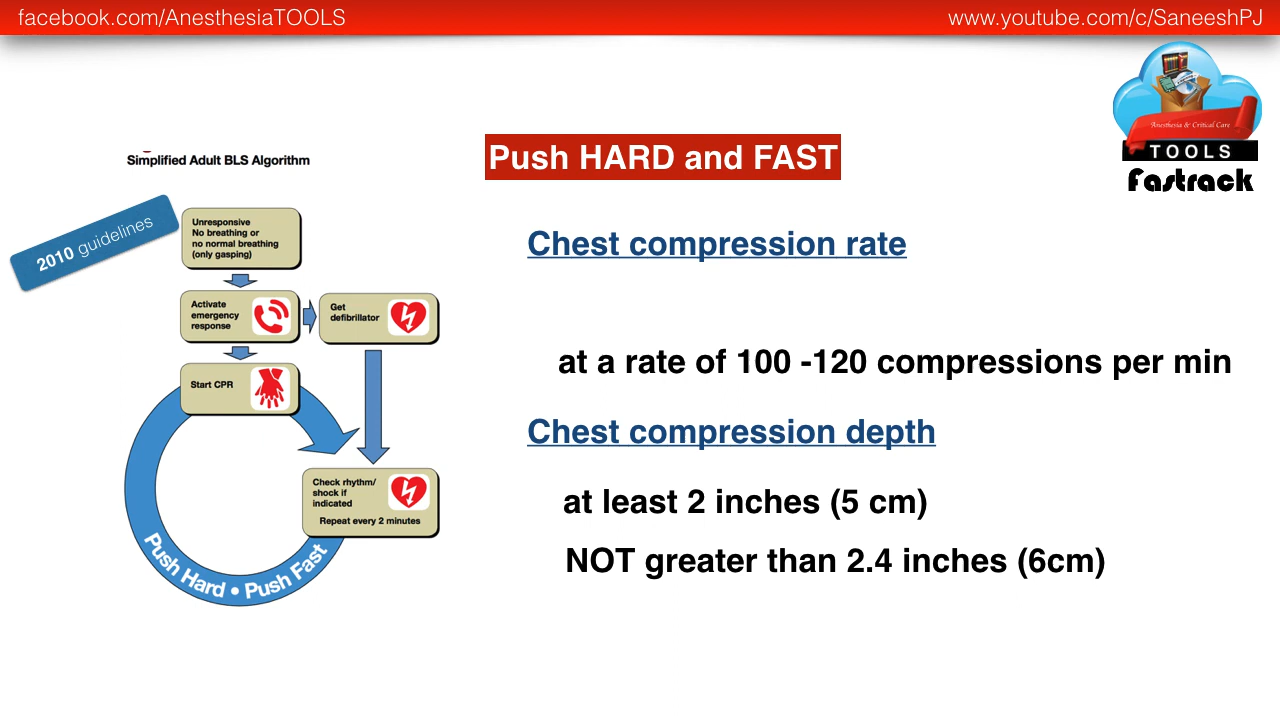 facebook.com/AnesthesiaTOOLS
www.youtube.com/c/SaneeshPJ
Anesthesia & Critical Care
TOOLS
Fastrack
Simplified Adult BLS Algorithm
2010 guidelines
Unresponsive
No breathing or
no normal breathing
(only gasping)
Activate
emergency
response
Get
defibrillator
Start CPR
Check rhythm/
shock if
indicated
Repeat every 2 minutes
Push Hard • Push Fast
Push HARD and FAST
Chest compression rate
at a rate of 100 -120 compressions per min
Chest compression depth
at least 2 inches (5 cm)
NOT greater than 2.4 inches (6cm)